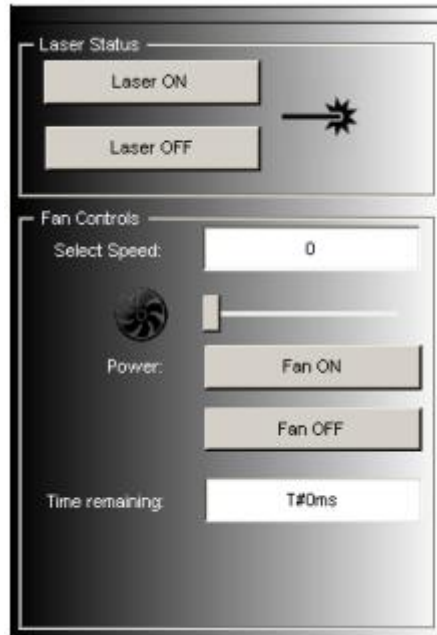 Laser Status
Laser ON
Laser OFF
Fan Controls
Select Speed: 0
Power: Fan ON
Fan OFF
Time remaining: T#0ms